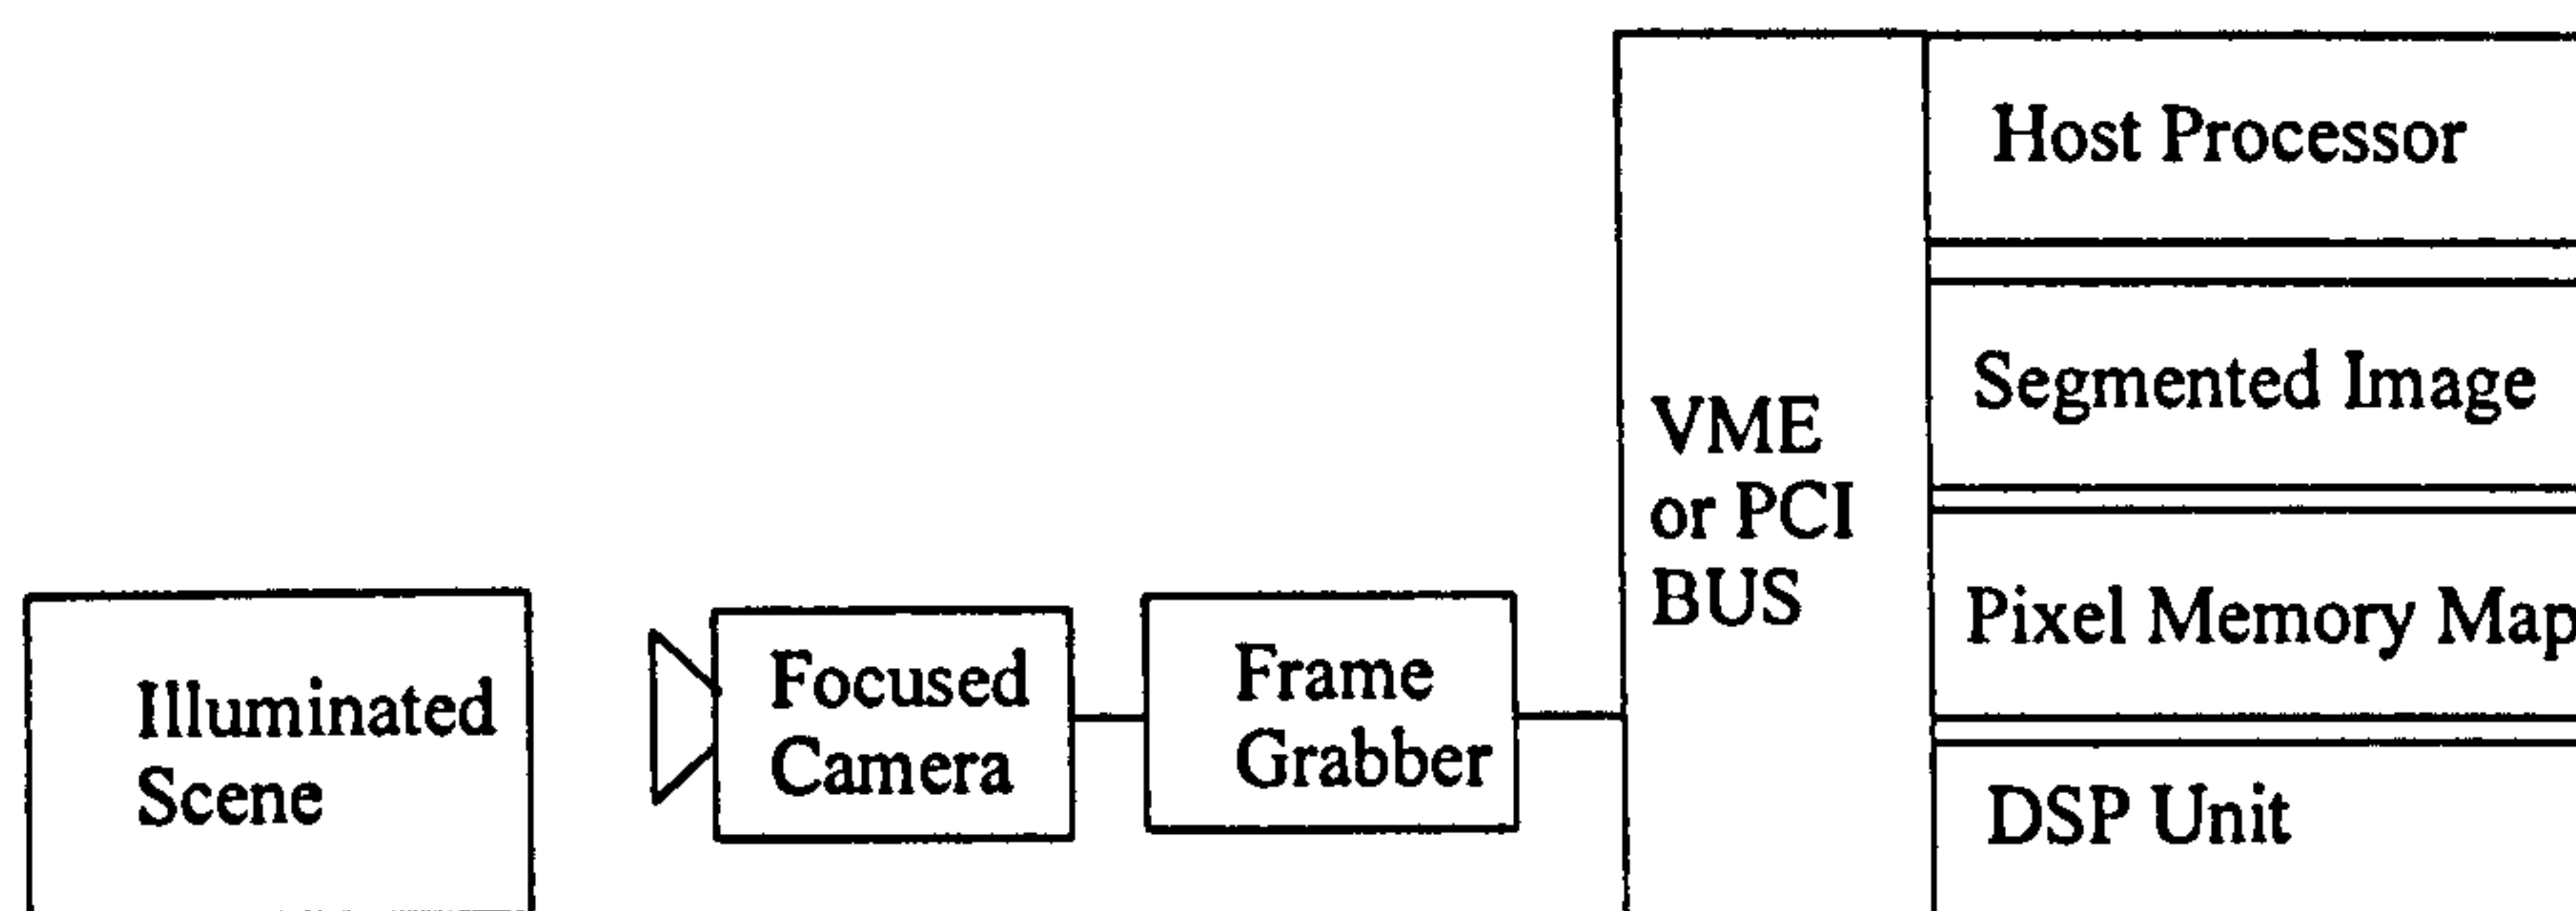 Host Processor
Segmented Image
VME
or PCI
BUS
Pixel Memory Map
Illuminated
Scene
Focused
Camera
Frame
Grabber
DSP Unit